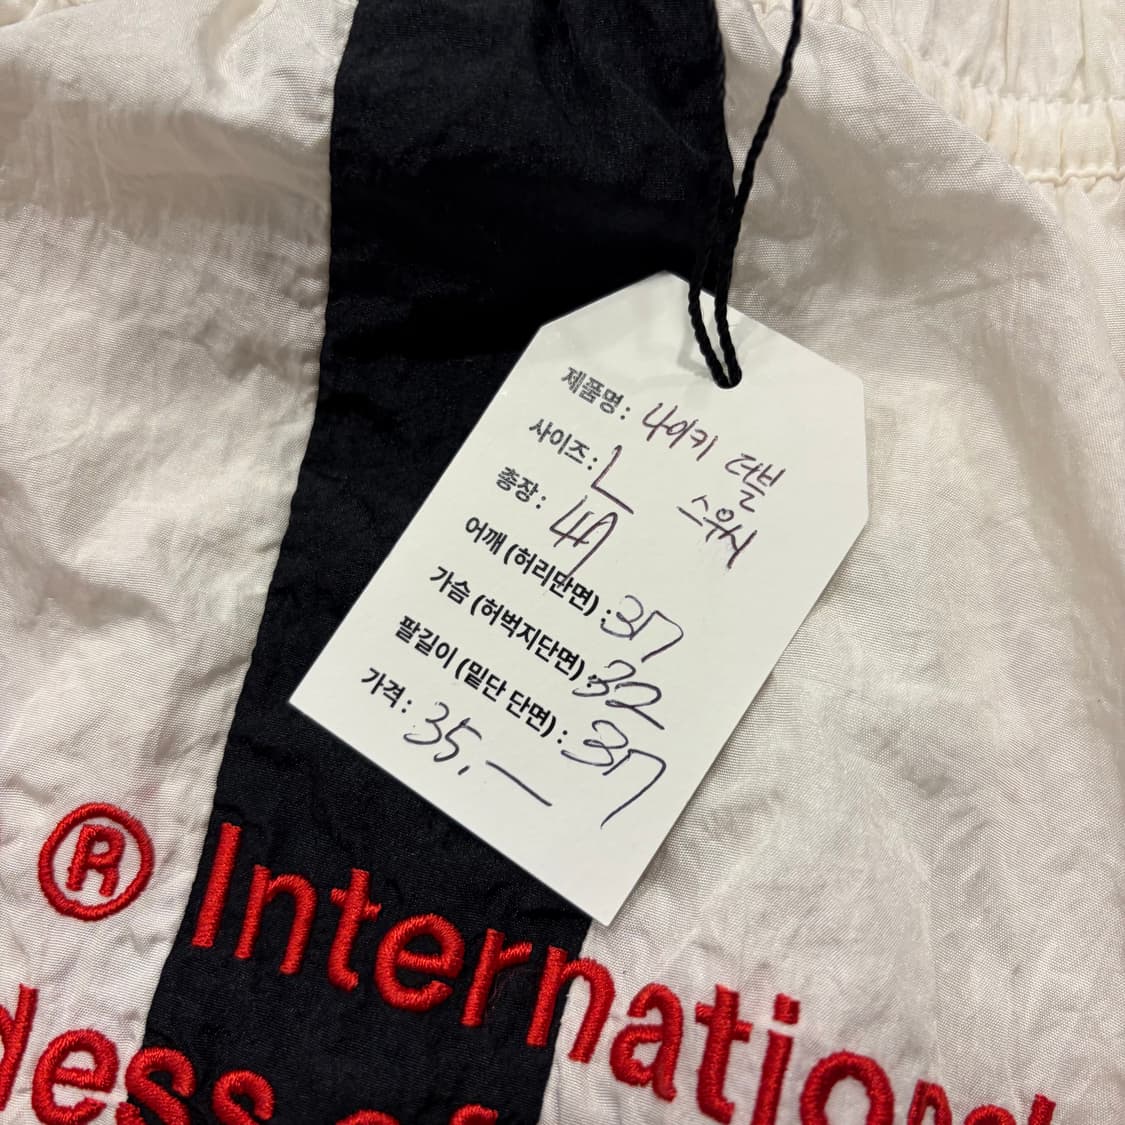 제품명 : 나이키 더블
스우시
사이즈 : L
총장 : 49
어깨 (허리단면) : 37
가슴 (허벅지단면) : 32
팔길이 (밑단 단면) : 37
가격 : 35,—
® International
dess